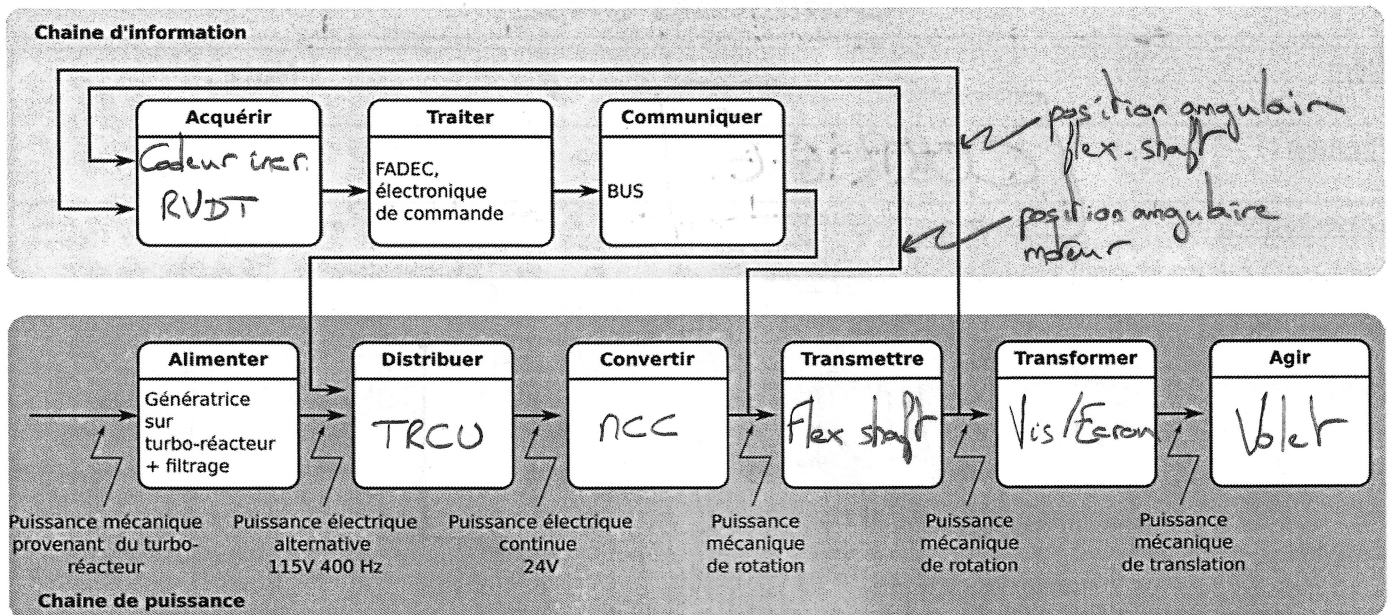 Chaine d'information
Acquérir
Codeur incr.
RVDT
Traiter
FADEC,
électronique
de commande
Communiquer
BUS
position angulaire
flex-shaft
position angulaire
moteur
Alimenter
Génératrice
sur
turbo-réacteur
+ filtrage
Distribuer
TRCU
Convertir
MCC
Transmettre
Flex shaft
Transformer
Vis/Ecrou
Agir
Volet
Puissance mécanique
provenant du turbo-
réacteur
Puissance électrique
alternative
115V 400 Hz
Puissance électrique
continue
24V
Puissance
mécanique
de rotation
Puissance
mécanique
de rotation
Puissance
mécanique
de translation
Chaine de puissance